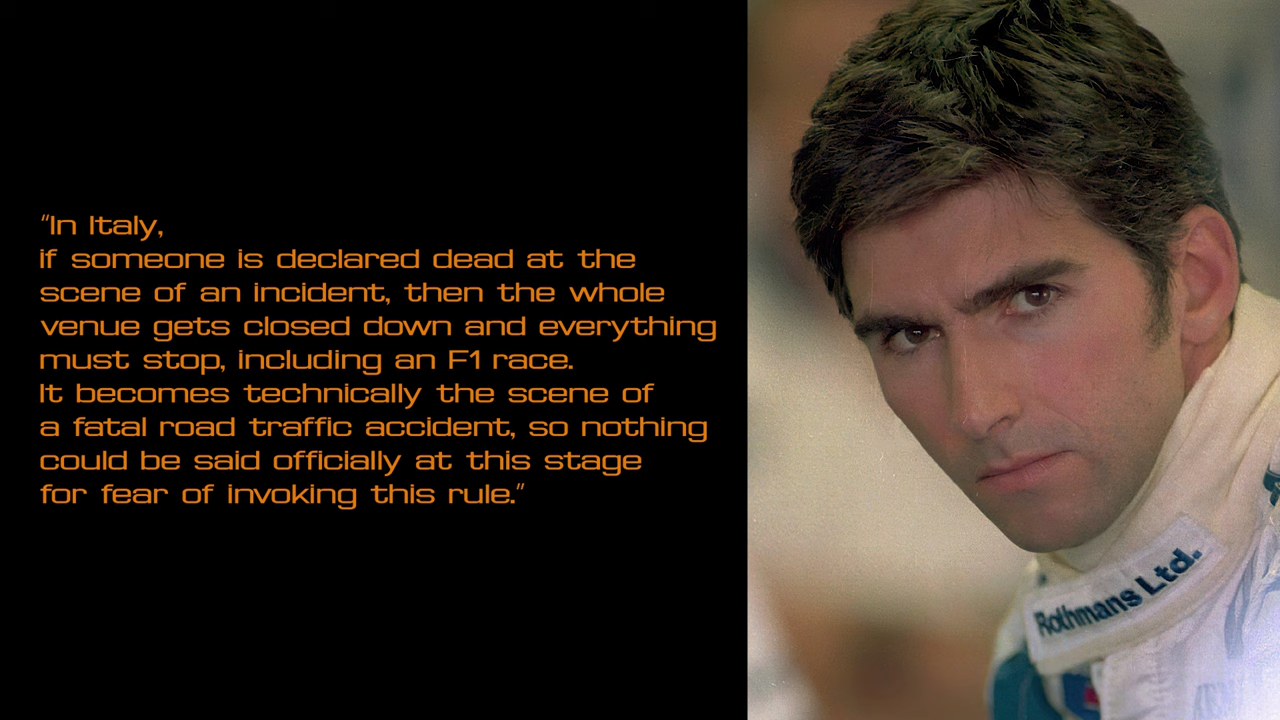 "In Italy,
if someone is declared dead at the
scene of an incident, then the whole
venue gets closed down and everything
must stop, including an F1 race.
It becomes technically the scene of
a fatal road traffic accident, so nothing
could be said officially at this stage
for fear of invoking this rule."
Rothmans Ltd.